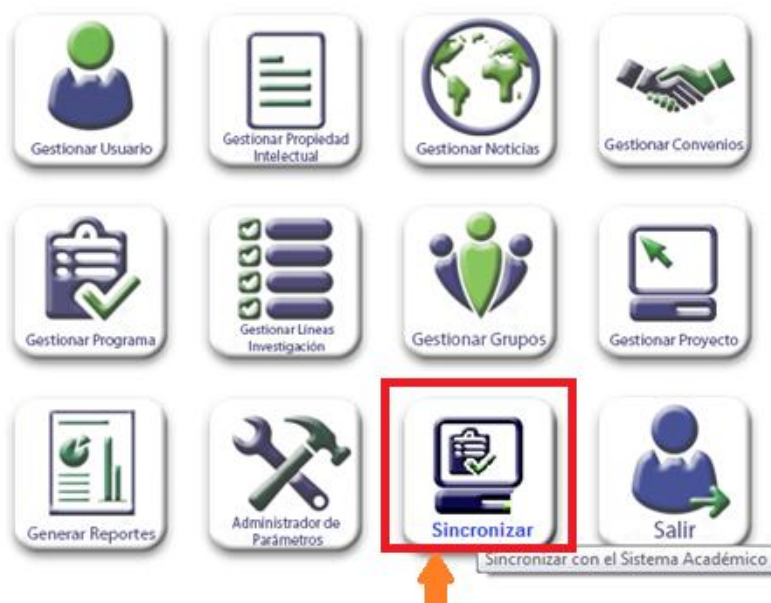 Gestionar Usuario
Gestionar Propiedad
Intelectual
Gestionar Noticias
Gestionar Convenios
Gestionar Programa
Gestionar Líneas
Investigación
Gestionar Grupos
Gestionar Proyecto
Generar Reportes
Administrador de
Parámetros
Sincronizar
Salir
Sincronizar con el Sistema Académico